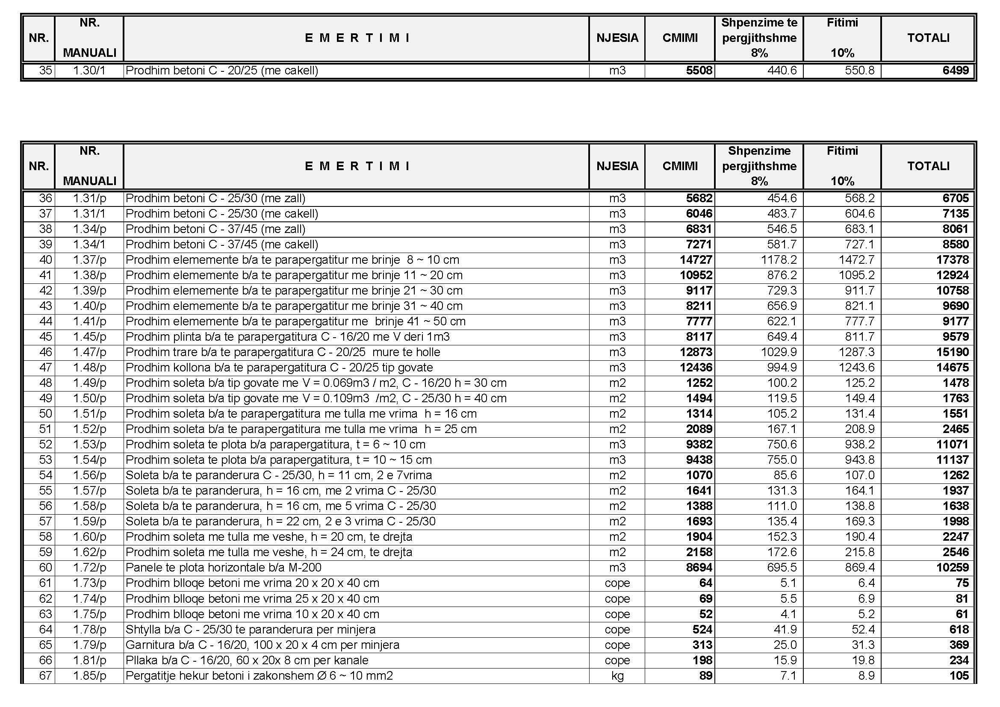 NR. NR. MANUALI E M E R T I M I NJESIA CMIMI Shpenzime te pergjithshme 8% Fitimi 10% TOTALI
35 1.30/1 Prodhim betoni C - 20/25 (me cakell) m3 5508 440.6 550.8 6499
NR. NR. MANUALI E M E R T I M I NJESIA CMIMI Shpenzime pergjithshme 8% Fitimi 10% TOTALI
36 1.31/p Prodhim betoni C - 25/30 (me zall) m3 5682 454.6 568.2 6705
37 1.31/1 Prodhim betoni C - 25/30 (me cakell) m3 6046 483.7 604.6 7135
38 1.34/p Prodhim betoni C - 37/45 (me zall) m3 6831 546.5 683.1 8061
39 1.34/1 Prodhim betoni C - 37/45 (me cakell) m3 7271 581.7 727.1 8580
40 1.37/p Prodhim elememente b/a te parapergatitur me brinje 8 ~ 10 cm m3 14727 1178.2 1472.7 17378
41 1.38/p Prodhim elememente b/a te parapergatitur me brinje 11 ~ 20 cm m3 10952 876.2 1095.2 12924
42 1.39/p Prodhim elememente b/a te parapergatitur me brinje 21 ~ 30 cm m3 9117 729.3 911.7 10758
43 1.40/p Prodhim elememente b/a te parapergatitur me brinje 31 ~ 40 cm m3 8211 656.9 821.1 9690
44 1.41/p Prodhim elememente b/a te parapergatitur me brinje 41 ~ 50 cm m3 7777 622.1 777.7 9177
45 1.45/p Prodhim plinta b/a te parapergatitura C - 16/20 me V deri 1m3 m3 8117 649.4 811.7 9579
46 1.47/p Prodhim trare b/a te parapergatitura C - 20/25 mure te holle m3 12873 1029.9 1287.3 15190
47 1.48/p Prodhim kollona b/a te parapergatitura C - 20/25 tip govate m3 12436 994.9 1243.6 14675
48 1.49/p Prodhim soleta b/a tip govate me V = 0.069m3 / m2, C - 16/20 h = 30 cm m2 1252 100.2 125.2 1478
49 1.50/p Prodhim soleta b/a tip govate me V = 0.109m3 /m2, C - 25/30 h = 40 cm m2 1494 119.5 149.4 1763
50 1.51/p Prodhim soleta b/a te parapergatitura me tulla me vrima h = 16 cm m2 1314 105.2 131.4 1551
51 1.52/p Prodhim soleta b/a te parapergatitura me tulla me vrima h = 25 cm m2 2089 167.1 208.9 2465
52 1.53/p Prodhim soleta te plota b/a parapergatitura, t = 6 ~ 10 cm m3 9382 750.6 938.2 11071
53 1.54/p Prodhim soleta te plota b/a parapergatitura, t = 10 ~ 15 cm m3 9438 755.0 943.8 11137
54 1.56/p Soleta b/a te paranderura C - 25/30, h = 11 cm, 2 e 7vrima m2 1070 85.6 107.0 1262
55 1.57/p Soleta b/a te paranderura, h = 16 cm, me 2 vrima C - 25/30 m2 1641 131.3 164.1 1937
56 1.58/p Soleta b/a te paranderura, h = 16 cm, me 5 vrima C - 25/30 m2 1388 111.0 138.8 1638
57 1.59/p Soleta b/a te paranderura, h = 22 cm, 2 e 3 vrima C - 25/30 m2 1693 135.4 169.3 1998
58 1.60/p Prodhim soleta me tulla me veshe, h = 20 cm, te drejta m2 1904 152.3 190.4 2247
59 1.62/p Prodhim soleta me tulla me veshe, h = 24 cm, te drejta m2 2158 172.6 215.8 2546
60 1.72/p Panele te plota horizontale b/a M-200 m3 8694 695.5 869.4 10259
61 1.73/p Prodhim blloqe betoni me vrima 20 x 20 x 40 cm cope 64 5.1 6.4 75
62 1.74/p Prodhim blloqe betoni me vrima 25 x 20 x 40 cm cope 69 5.5 6.9 81
63 1.75/p Prodhim blloqe betoni me vrima 10 x 20 x 40 cm cope 52 4.1 5.2 61
64 1.78/p Shtylla b/a C - 25/30 te paranderura per minjera cope 524 41.9 52.4 618
65 1.79/p Garnitura b/a C - 16/20, 100 x 20 x 4 cm per minjera cope 313 25.0 31.3 369
66 1.81/p Pllaka b/a C - 16/20, 60 x 20x 8 cm per kanale cope 198 15.9 19.8 234
67 1.85/p Pergatitje hekur betoni i zakonshem Ø 6 ~ 10 mm2 kg 89 7.1 8.9 105